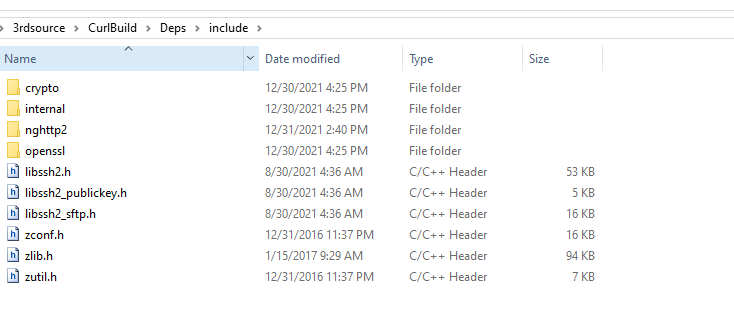 3rdsource > CurlBuild > Deps > include >
Name Date modified Type Size
crypto 12/30/2021 4:25 PM File folder
internal 12/30/2021 4:25 PM File folder
nghttp2 12/31/2021 2:40 PM File folder
openssl 12/30/2021 4:25 PM File folder
libssh2.h 8/30/2021 4:36 AM C/C++ Header 53 KB
libssh2_publickey.h 8/30/2021 4:36 AM C/C++ Header 5 KB
libssh2_sftp.h 8/30/2021 4:36 AM C/C++ Header 16 KB
zconf.h 12/31/2016 11:37 PM C/C++ Header 16 KB
zlib.h 1/15/2017 9:29 AM C/C++ Header 94 KB
zutil.h 12/31/2016 11:37 PM C/C++ Header 7 KB